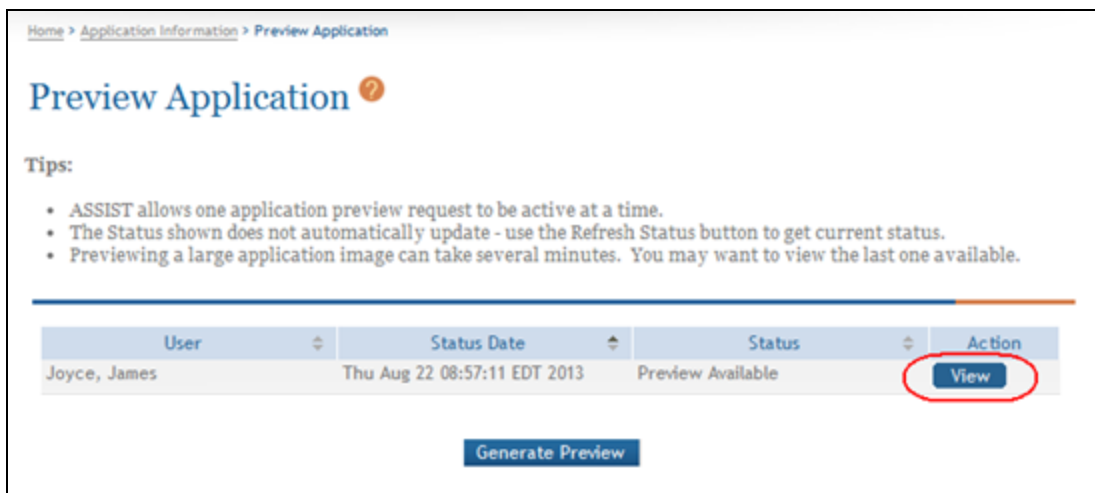 Home > Application Information > Preview Application
Preview Application ?
Tips:
• ASSIST allows one application preview request to be active at a time.
• The Status shown does not automatically update - use the Refresh Status button to get current status.
• Previewing a large application image can take several minutes.  You may want to view the last one available.
User Status Date Status Action
Joyce, James Thu Aug 22 08:57:11 EDT 2013 Preview Available View
Generate Preview